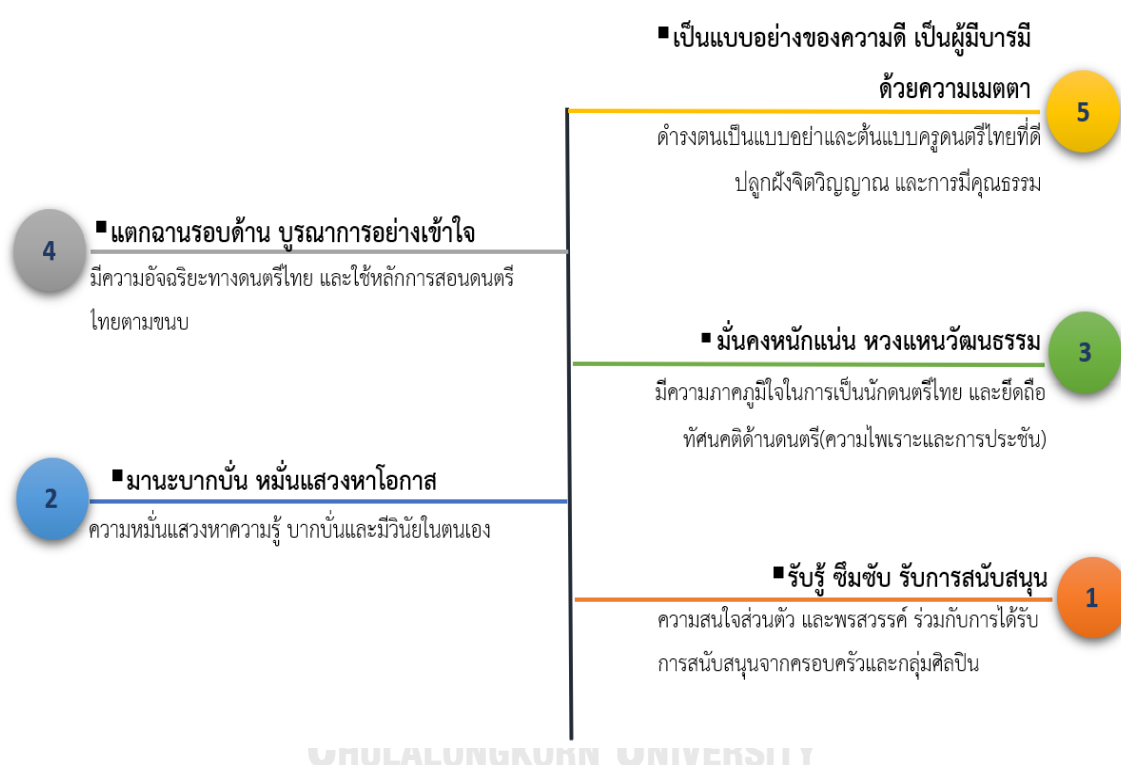 ▪เป็นแบบอย่างของความดี เป็นผู้มีบารมี
ด้วยความเมตตา
5
ดำรงตนเป็นแบบอย่าและต้นแบบครูดนตรีไทยที่ดี
ปลูกฝังจิตวิญญาณ และการมีคุณธรรม
4
▪แตกฉานรอบด้าน บูรณาการอย่างเข้าใจ
มีความอัจฉริยะทางดนตรีไทย และใช้หลักการสอนดนตรี
ไทยตามขนบ
▪มั่นคงหนักแน่น หวงแหนวัฒนธรรม
3
มีความภาคภูมิใจในการเป็นนักดนตรีไทย และยึดถือ
ทัศนคติด้านดนตรี(ความไพเราะและการประชัน)
2
▪มานะบากบั่น หมั่นแสวงหาโอกาส
ความหมั่นแสวงหาความรู้ บากบั่นและมีวินัยในตนเอง
▪รับรู้ ซึมซับ รับการสนับสนุน
1
ความสนใจส่วนตัว และพรสวรรค์ ร่วมกับการได้รับ
การสนับสนุนจากครอบครัวและกลุ่มศิลปิน
CHULALONGKORN UNIVERSITY